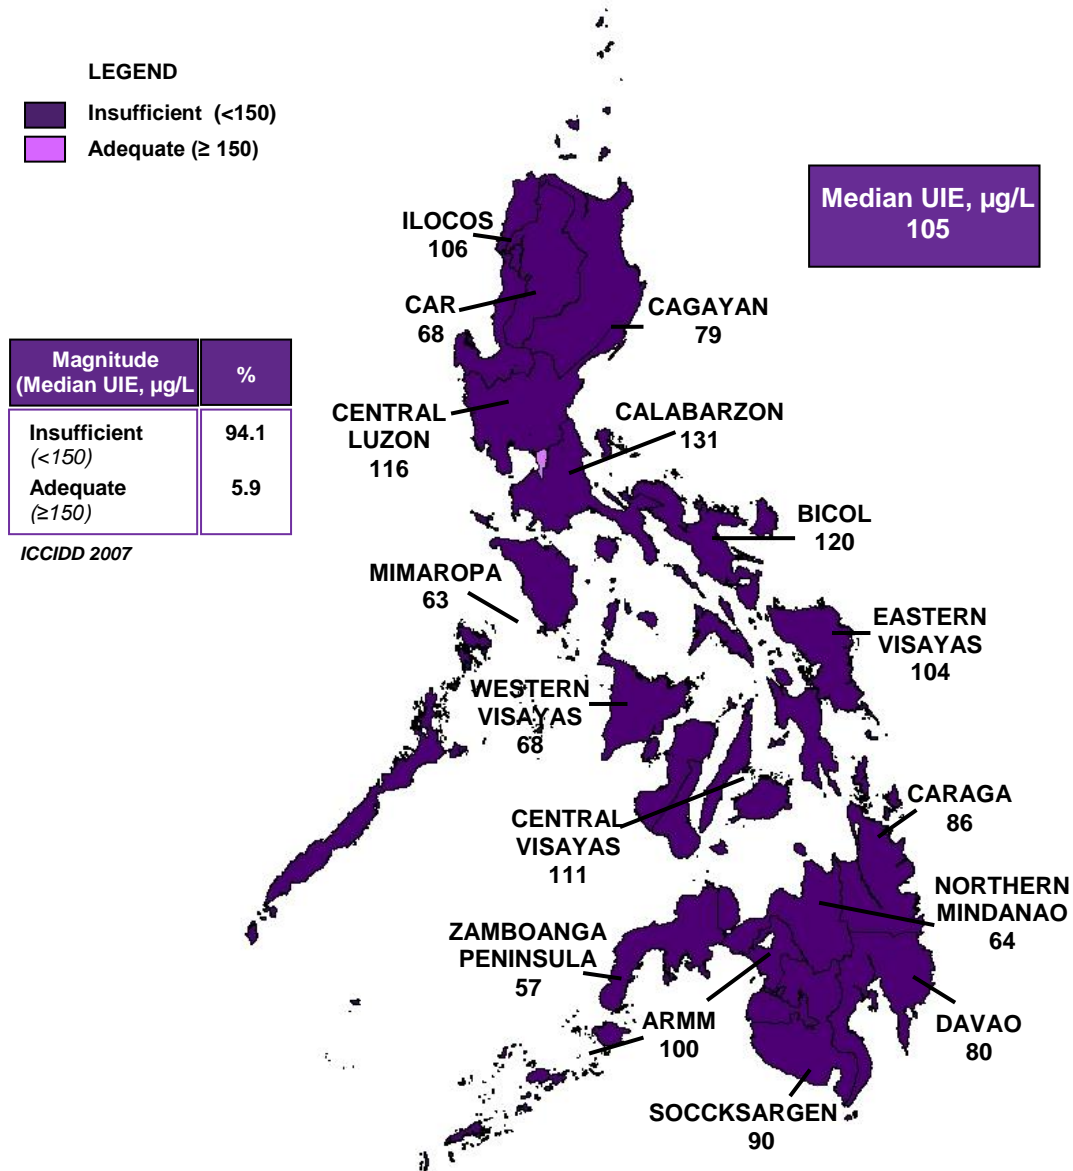 LEGEND
Insufficient (<150)
Adequate (≥ 150)
Median UIE, µg/L
105
ILOCOS
106
CAR
68
CAGAYAN
79
Magnitude
(Median UIE, µg/L
%
Insufficient
(<150)
94.1
Adequate
(≥150)
5.9
ICCIDD 2007
CENTRAL
LUZON
116
CALABARZON
131
BICOL
120
MIMAROPA
63
EASTERN
VISAYAS
104
WESTERN
VISAYAS
68
CENTRAL
VISAYAS
111
CARAGA
86
NORTHERN
MINDANAO
64
ZAMBOANGA
PENINSULA
57
ARMM
100
DAVAO
80
SOCCKSARGEN
90